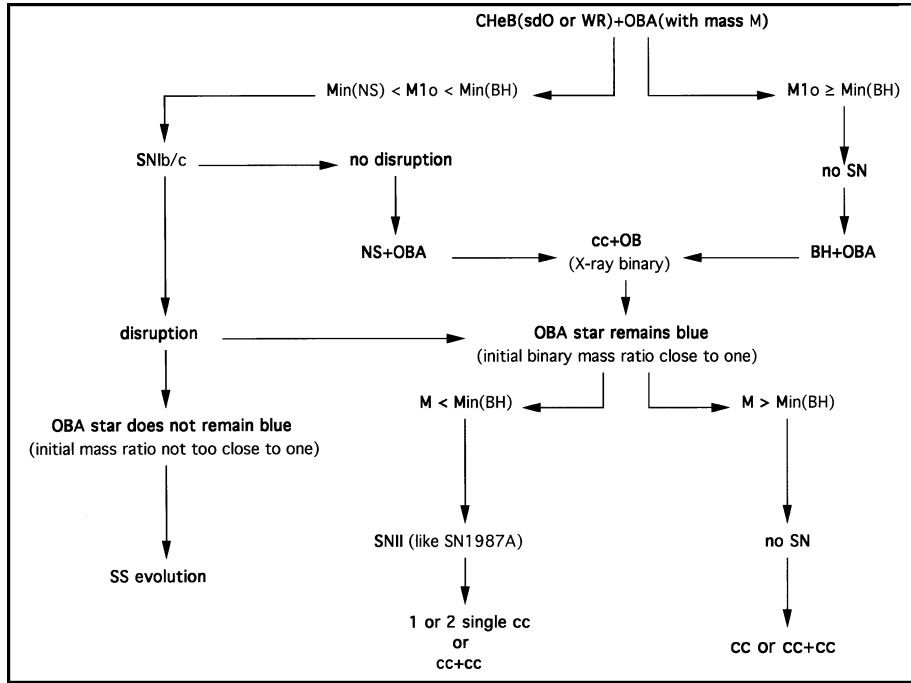 CHeB(sdO or WR)+OBA(with mass M)
Min(NS) < M1o < Min(BH)
M1o ≥ Min(BH)
SNIb/c
no disruption
no SN
NS+OBA
cc+OB
(X-ray binary)
BH+OBA
disruption
OBA star remains blue
(initial binary mass ratio close to one)
M < Min(BH)
M > Min(BH)
OBA star does not remain blue
(initial mass ratio not too close to one)
SNII (like SN1987A)
no SN
SS evolution
1 or 2 single cc
or
cc+cc
cc or cc+cc